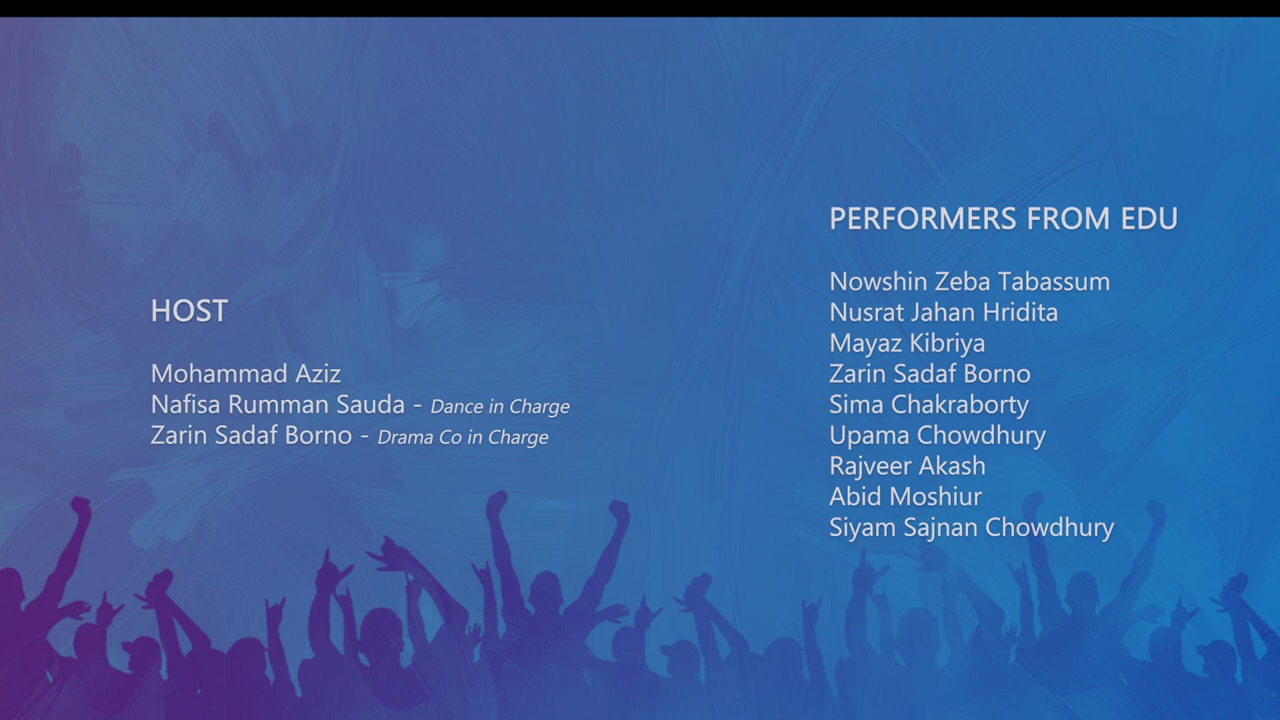 HOST
Mohammad Aziz
Nafisa Rumman Sauda - Dance in Charge
Zarin Sadaf Borno - Drama Co in Charge
PERFORMERS FROM EDU
Nowshin Zeba Tabassum
Nusrat Jahan Hridita
Mayaz Kibriya
Zarin Sadaf Borno
Sima Chakraborty
Upama Chowdhury
Rajveer Akash
Abid Moshiur
Siyam Sajnan Chowdhury